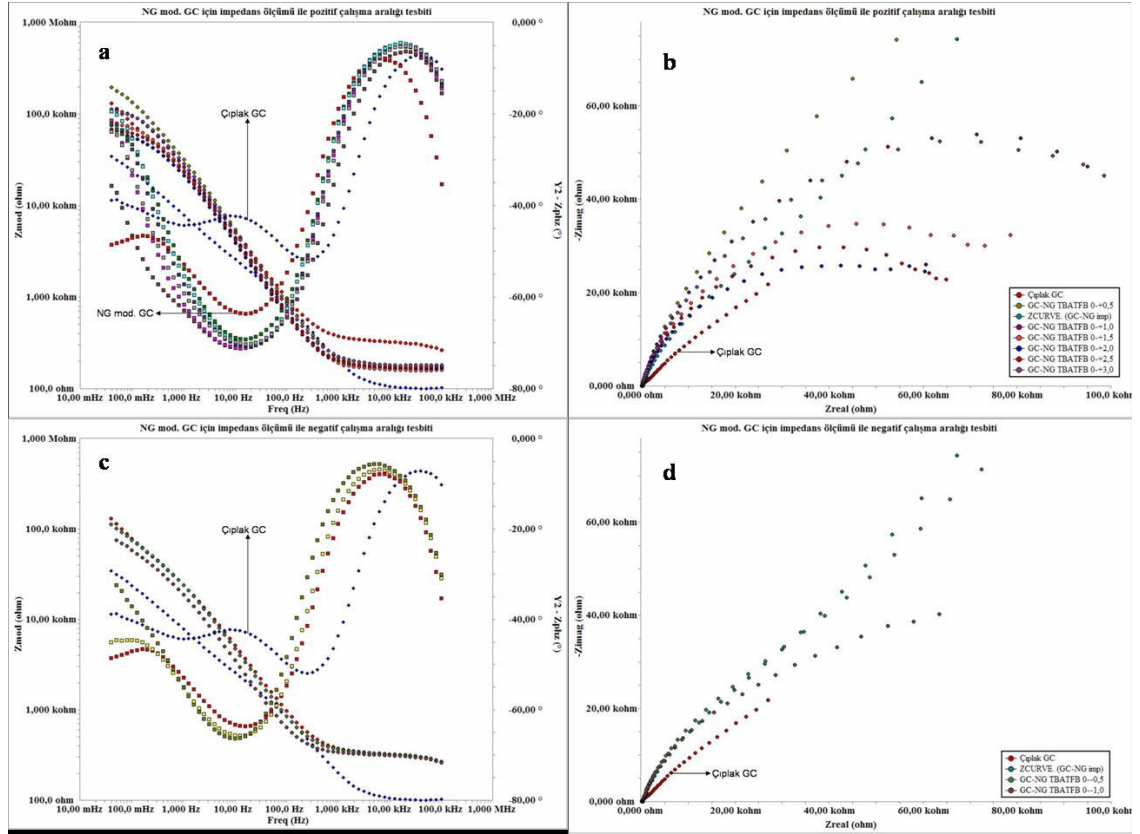 NG mod. GC için impedans ölçümü ile pozitif çalışma aralığı tesbiti
a
1,000 Mohm
100,0 kohm
10,00 kohm
1,000 kohm
100,0 ohm
Zmod (ohm)
0,000 °
-20,00 °
-40,00 °
-60,00 °
-80,00 °
Y2 - Zphz (°)
Çıplak GC
NG mod. GC
10,00 mHz
100,0 mHz
1,000 Hz
10,00 Hz
100,0 Hz
1,000 kHz
10,00 kHz
100,0 kHz
1,000 MHz
Freq (Hz)
NG mod. GC için impedans ölçümü ile pozitif çalışma aralığı tesbiti
b
60,00 kohm
40,00 kohm
20,00 kohm
0,000 ohm
-Zimag (ohm)
Çıplak GC
Çıplak GC
GC-NG TBATFB 0-+0,5
ZCURVE. (GC-NG imp)
GC-NG TBATFB 0-+1,0
GC-NG TBATFB 0-+1,5
GC-NG TBATFB 0-+2,0
GC-NG TBATFB 0-+2,5
GC-NG TBATFB 0-+3,0
0,000 ohm
20,00 kohm
40,00 kohm
60,00 kohm
80,00 kohm
100,0 kohm
Zreal (ohm)
NG mod. GC için impedans ölçümü ile negatif çalışma aralığı tesbiti
c
1,000 Mohm
100,0 kohm
10,00 kohm
1,000 kohm
100,0 ohm
Zmod (ohm)
0,000 °
-20,00 °
-40,00 °
-60,00 °
-80,00 °
Y2 - Zphz (°)
Çıplak GC
10,00 mHz
100,0 mHz
1,000 Hz
10,00 Hz
100,0 Hz
1,000 kHz
10,00 kHz
100,0 kHz
1,000 MHz
Freq (Hz)
NG mod. GC için impedans ölçümü ile negatif çalışma aralığı tesbiti
d
60,00 kohm
40,00 kohm
20,00 kohm
0,000 ohm
-Zimag (ohm)
Çıplak GC
Çıplak GC
ZCURVE. (GC-NG imp)
GC-NG TBATFB 0--0,5
GC-NG TBATFB 0--1,0
0,000 ohm
20,00 kohm
40,00 kohm
60,00 kohm
80,00 kohm
100,0 kohm
Zreal (ohm)